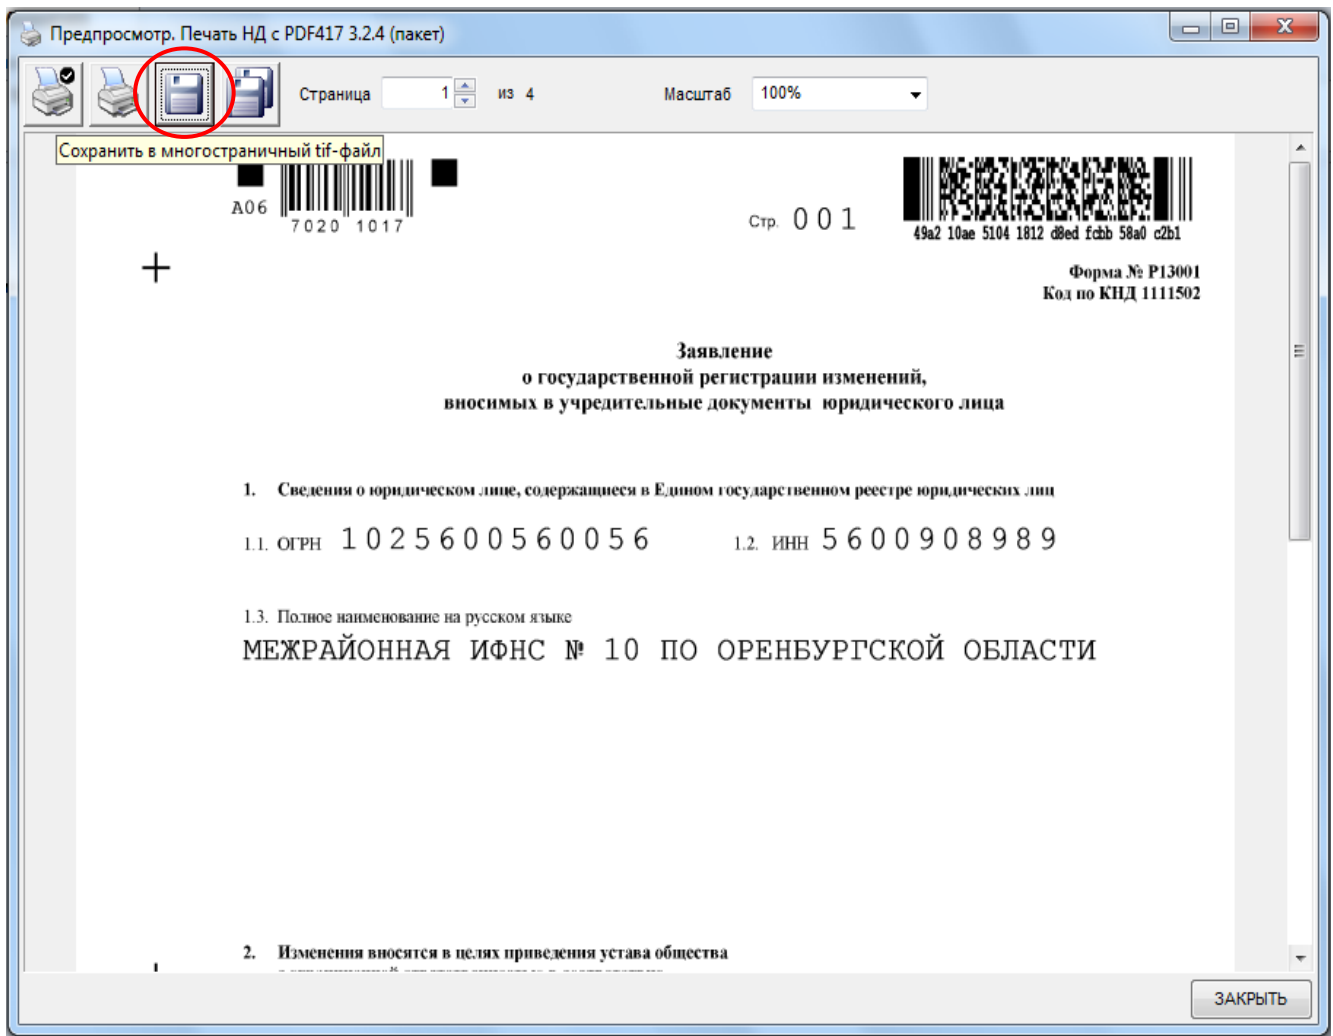 Предпросмотр. Печать НД с PDF417 3.2.4 (пакет)
Страница 1 из 4 Масштаб 100%
Сохранить в многостраничный tif-файл
A06
7020 1017
Стр. 001
49a2 10ae 5104 1812 d8ed fcbb 58a0 c2b1
Форма № Р13001
Код по КНД 1111502
Заявление
о государственной регистрации изменений,
вносимых в учредительные документы юридического лица
1. Сведения о юридическом лице, содержащиеся в Едином государственном реестре юридических лиц
1.1. ОГРН 1025600560056 1.2. ИНН 5600908989
1.3. Полное наименование на русском языке
МЕЖРАЙОННАЯ ИФНС № 10 ПО ОРЕНБУРГСКОЙ ОБЛАСТИ
2. Изменения вносятся в целях приведения устава общества
ЗАКРЫТЬ